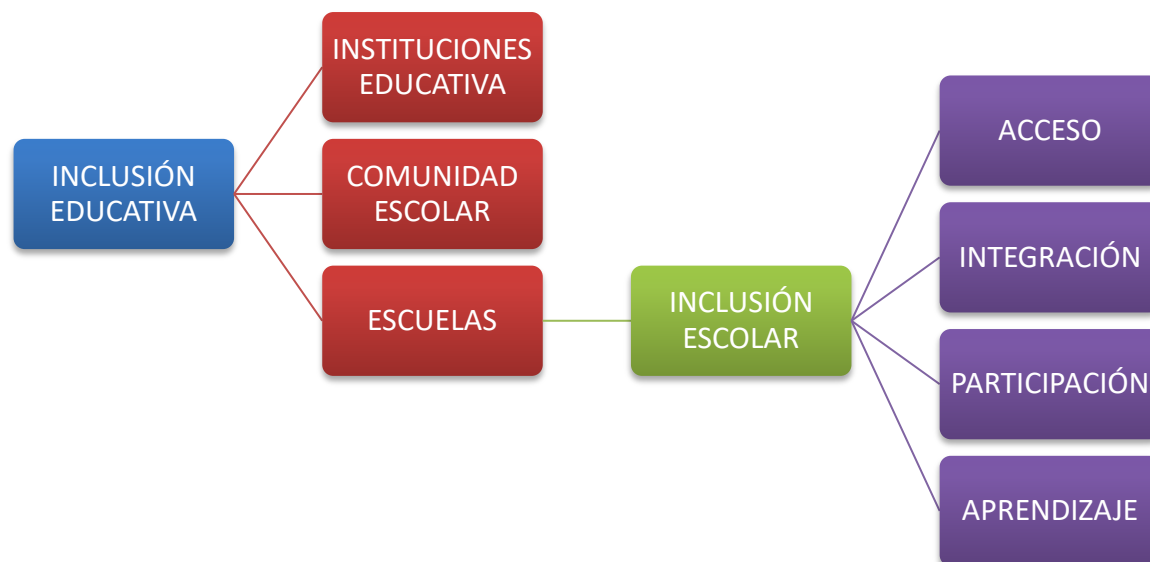 INCLUSIÓN
EDUCATIVA
INSTITUCIONES
EDUCATIVA
COMUNIDAD
ESCOLAR
ESCUELAS
INCLUSIÓN
ESCOLAR
ACCESO
INTEGRACIÓN
PARTICIPACIÓN
APRENDIZAJE